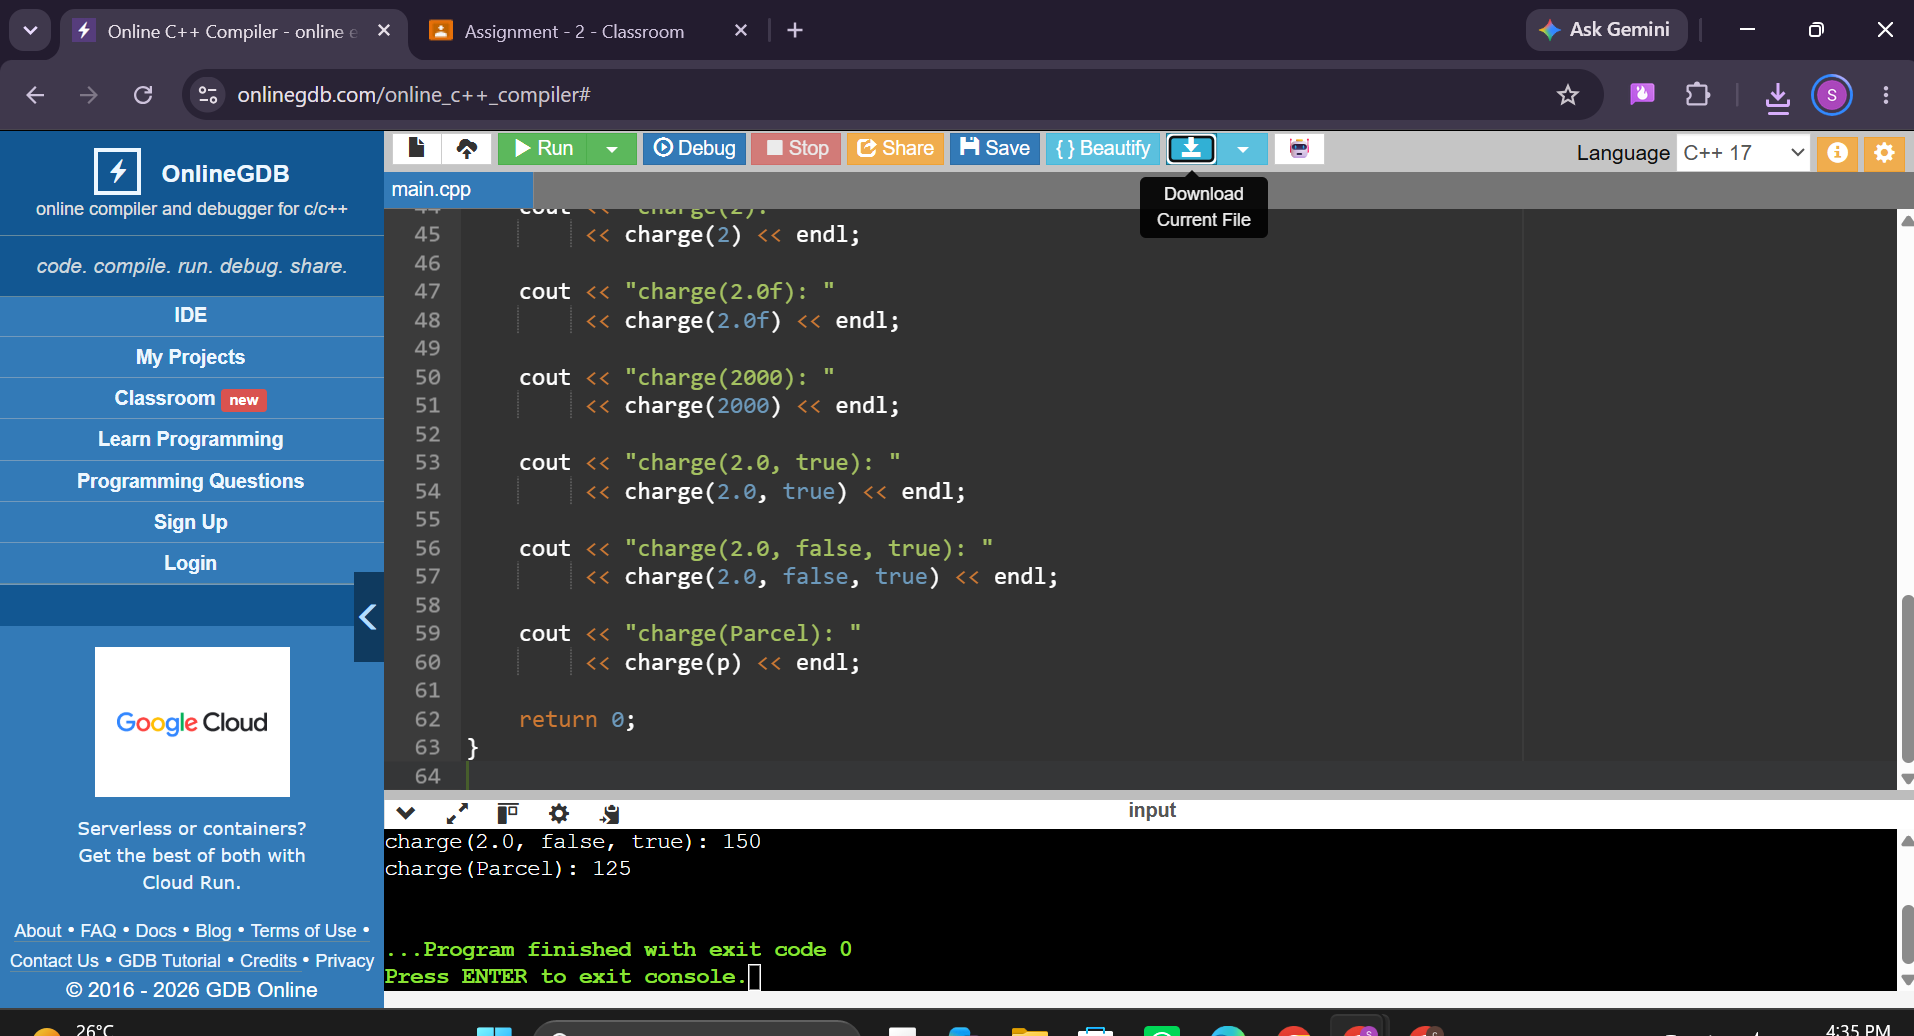 Online C++ Compiler - online e
Assignment - 2 - Classroom
Ask Gemini
onlinegdb.com/online_c++_compiler#
S
OnlineGDB
online compiler and debugger for c/c++
code. compile. run. debug. share.
IDE
My Projects
Classroom new
Learn Programming
Programming Questions
Sign Up
Login
Google Cloud
Serverless or containers?
Get the best of both with
Cloud Run.
About • FAQ • Docs • Blog • Terms of Use •
Contact Us • GDB Tutorial • Credits • Privacy
© 2016 - 2026 GDB Online
Run Debug Stop Share Save { } Beautify
Language C++ 17
Download
Current File
main.cpp
44 cout << "charge(2): "
45 << charge(2) << endl;
46
47 cout << "charge(2.0f): "
48 << charge(2.0f) << endl;
49
50 cout << "charge(2000): "
51 << charge(2000) << endl;
52
53 cout << "charge(2.0, true): "
54 << charge(2.0, true) << endl;
55
56 cout << "charge(2.0, false, true): "
57 << charge(2.0, false, true) << endl;
58
59 cout << "charge(Parcel): "
60 << charge(p) << endl;
61
62 return 0;
63 }
64
input
charge(2.0, false, true): 150
charge(Parcel): 125
...Program finished with exit code 0
Press ENTER to exit console.
26°C
4:35 PM